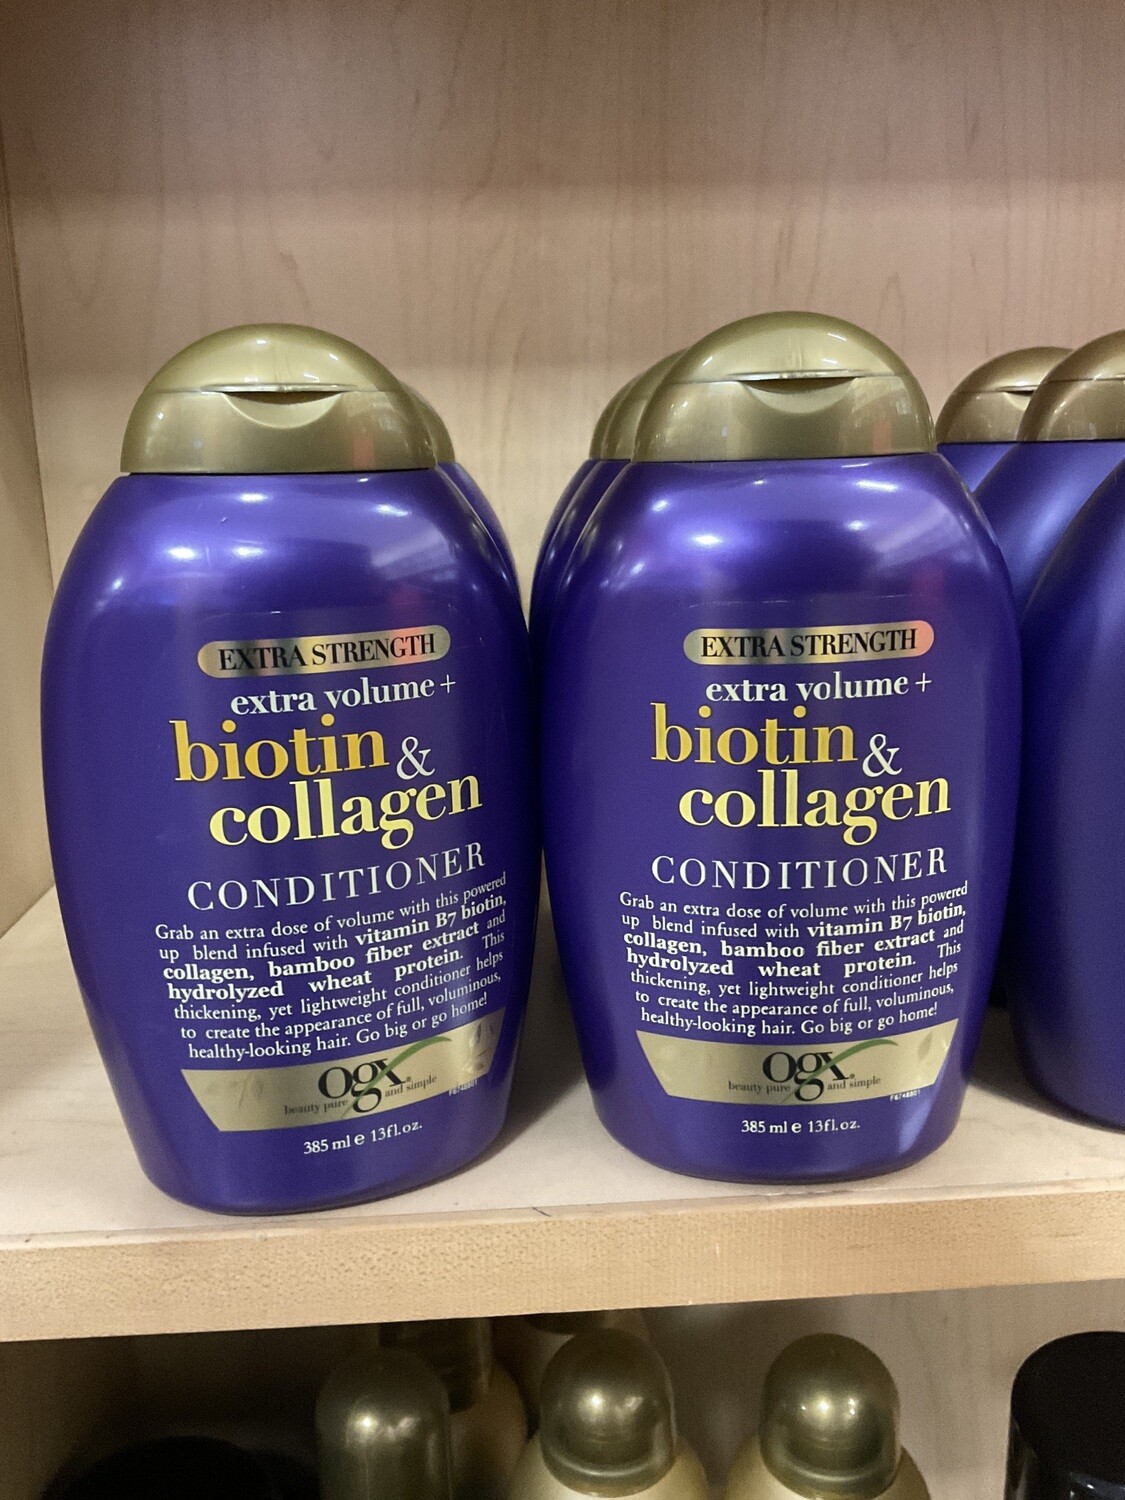 EXTRA STRENGTH
extra volume +
biotin &
collagen
CONDITIONER
Grab an extra dose of volume with this powered
up blend infused with vitamin B7 biotin,
collagen, bamboo fiber extract and
hydrolyzed wheat protein. This
thickening, yet lightweight conditioner helps
to create the appearance of full, voluminous,
healthy-looking hair. Go big or go home!
ogx®
beauty pure and simple
385 ml e 13fl.oz.
EXTRA STRENGTH
extra volume +
biotin &
collagen
CONDITIONER
Grab an extra dose of volume with this powered
up blend infused with vitamin B7 biotin,
collagen, bamboo fiber extract and
hydrolyzed wheat protein. This
thickening, yet lightweight conditioner helps
to create the appearance of full, voluminous,
healthy-looking hair. Go big or go home!
ogx®
beauty pure and simple
385 ml e 13fl.oz.